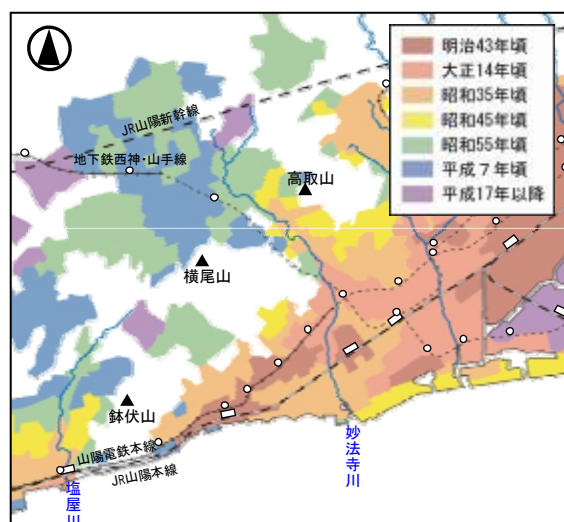 明治43年頃
大正14年頃
昭和35年頃
昭和45年頃
昭和55年頃
平成７年頃
平成17年以降
JR山陽新幹線
地下鉄西神・山手線
高取山
横尾山
鉢伏山
山陽電鉄本線
JR山陽本線
妙法寺川
塩屋川